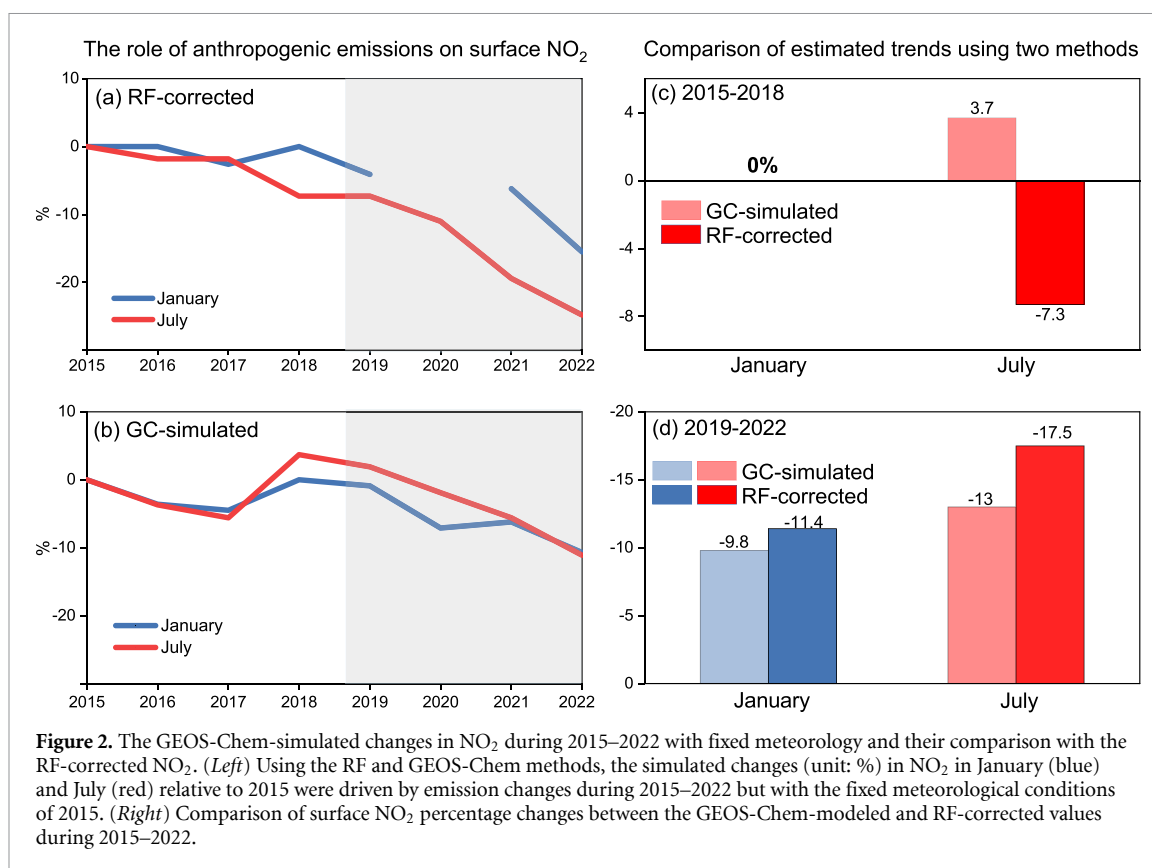 The role of anthropogenic emissions on surface NO₂
10
(a) RF-corrected
0
-10
-20
%
January
July
2015 2016 2017 2018 2019 2020 2021 2022
Comparison of estimated trends using two methods
(c) 2015-2018
4
0
-4
-8
3.7
0%
GC-simulated
RF-corrected
-7.3
January July
10
(b) GC-simulated
0
-10
-20
%
January
July
2015 2016 2017 2018 2019 2020 2021 2022
-20
(d) 2019-2022
-15
-10
-5
0
GC-simulated
RF-corrected
-9.8
-11.4
-13
-17.5
January July
Figure 2. The GEOS-Chem-simulated changes in NO₂ during 2015–2022 with fixed meteorology and their comparison with the
RF-corrected NO₂. (Left) Using the RF and GEOS-Chem methods, the simulated changes (unit: %) in NO₂ in January (blue)
and July (red) relative to 2015 were driven by emission changes during 2015–2022 but with the fixed meteorological conditions
of 2015. (Right) Comparison of surface NO₂ percentage changes between the GEOS-Chem-modeled and RF-corrected values
during 2015–2022.